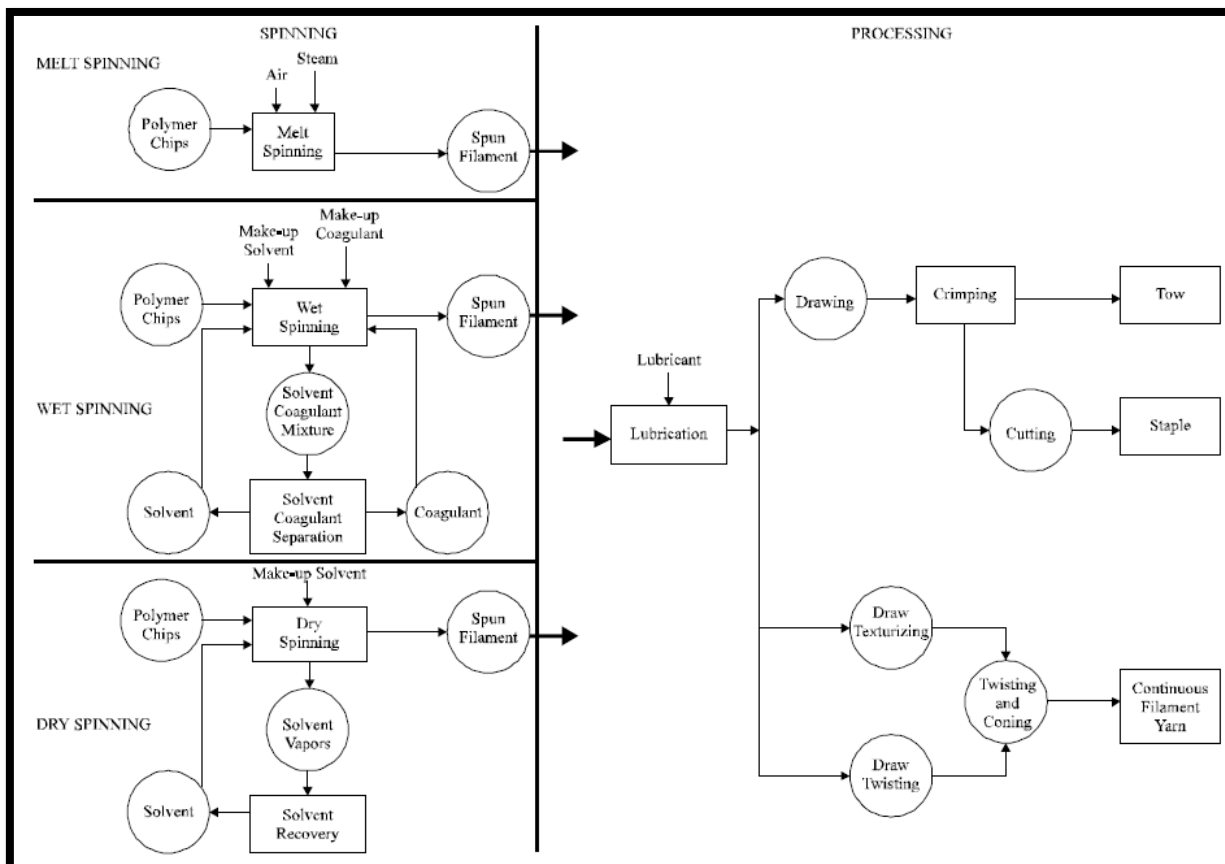 SPINNING
PROCESSING
MELT SPINNING
Steam
Air
Polymer
Chips
Melt
Spinning
Spun
Filament
Make-up
Solvent
Make-up
Coagulant
Polymer
Chips
Wet
Spinning
Spun
Filament
WET SPINNING
Solvent
Coagulant
Mixture
Solvent
Solvent
Coagulant
Separation
Coagulant
Make-up Solvent
Polymer
Chips
Dry
Spinning
Spun
Filament
DRY SPINNING
Solvent
Vapors
Solvent
Solvent
Recovery
Lubricant
Lubrication
Drawing
Crimping
Tow
Cutting
Staple
Draw
Texturizing
Twisting
and
Coning
Continuous
Filament
Yarn
Draw
Twisting